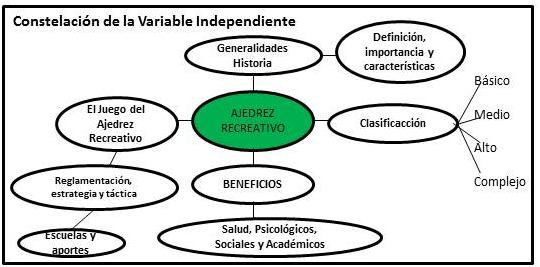 Constelación de la Variable Independiente
Generalidades
Historia
Definición,
importancia y
características
El Juego del
Ajedrez
Recreativo
AJEDREZ
RECREATIVO
Clasificacción
Básico
Medio
Alto
Complejo
Reglamentación,
estrategia y táctica
BENEFICIOS
Escuelas y
aportes
Salud, Psicológicos,
Sociales y Académicos